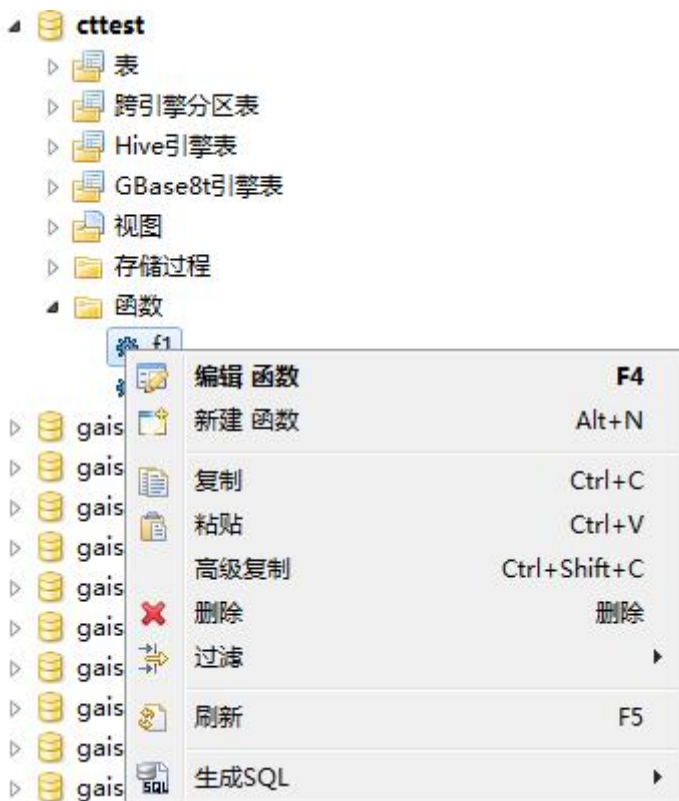 cttest
表
跨引擎分区表
Hive引擎表
GBase8t引擎表
视图
存储过程
函数
f1
编辑 函数 F4
gais 新建 函数 Alt+N
gais 复制 Ctrl+C
gais 粘贴 Ctrl+V
gais 高级复制 Ctrl+Shift+C
gais 删除 删除
gais 过滤
gais
gais 刷新 F5
gais
gais 生成SQL